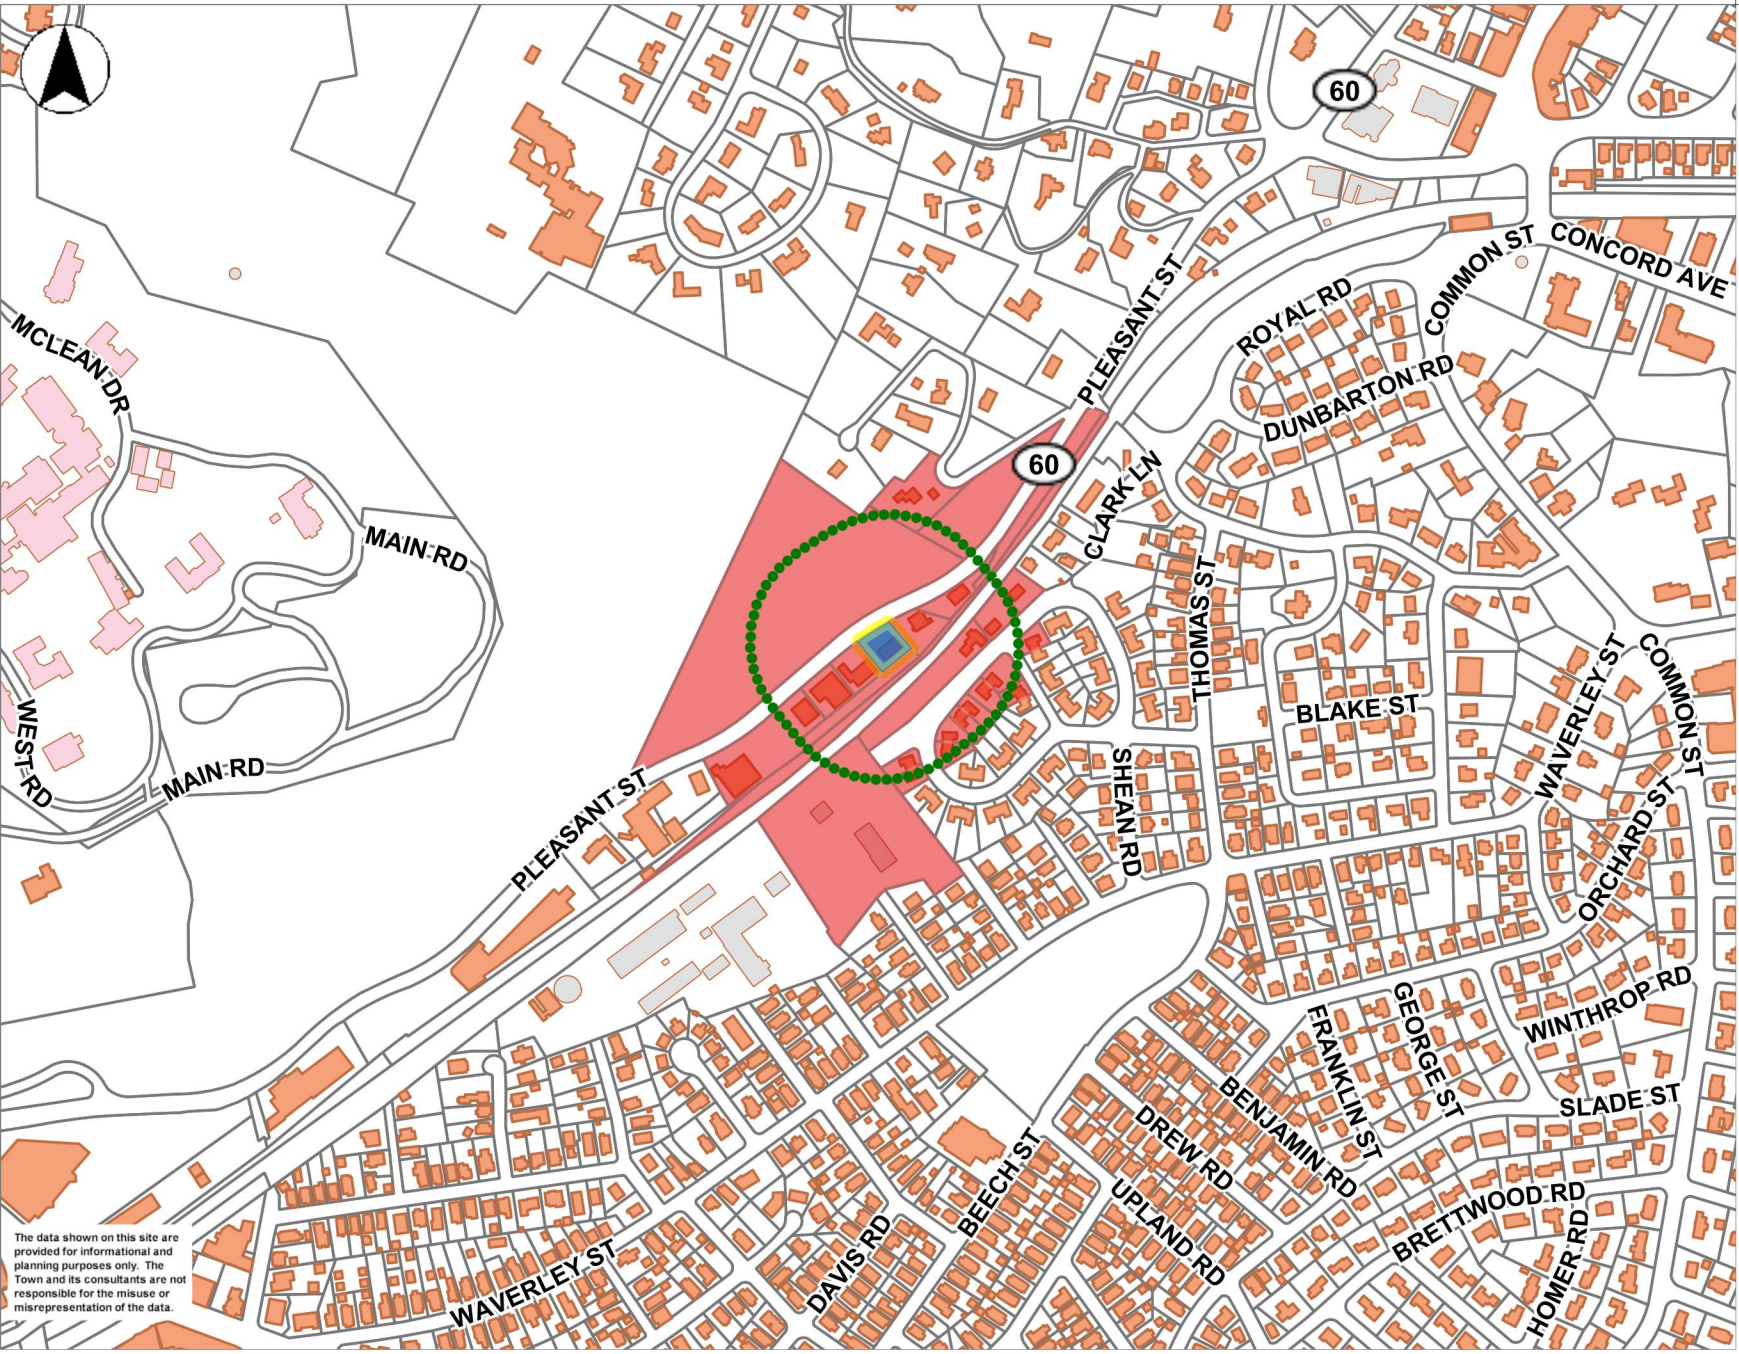 60
CONCORD AVE
COMMON ST
PLEASANT ST
ROYAL RD
MCLEAN DR
DUNBARTON RD
60
CLARK LN
MAIN RD
THOMAS ST
WAVERLEY ST
COMMON ST
BLAKE ST
WEST RD
MAIN RD
SHEAN RD
PLEASANT ST
ORCHARD ST
WINTHROP RD
GEORGE ST
FRANKLIN ST
BENJAMIN RD
SLADE ST
DREW RD
BEECH ST
UPLAND RD
BRETTWOOD RD
HOMER RD
DAVIS RD
WAVERLEY ST
The data shown on this site are
provided for informational and
planning purposes only. The
Town and its consultants are not
responsible for the misuse or
misrepresentation of the data.